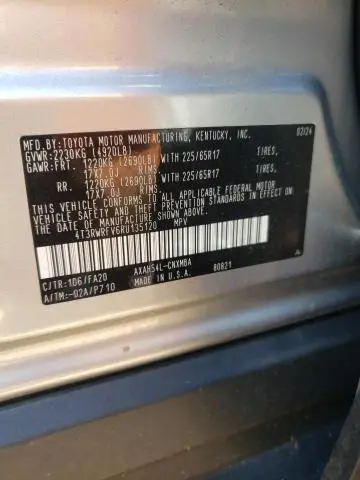 MFD.BY:TOYOTA MOTOR MANUFACTURING, KENTUCKY, INC. 03/24
GVWR:2230KG (4920LB)
GAWR:FRT. 1220KG (2690LB) WITH 225/65R17 TIRES,
17X7.0J RIMS,
RR. 1220KG (2690LB) WITH 225/65R17 TIRES,
17X7.0J RIMS,
THIS VEHICLE CONFORMS TO ALL APPLICABLE FEDERAL MOTOR
VEHICLE SAFETY STANDARDS IN EFFECT ON THE DATE OF
MANUFACTURE SHOWN ABOVE.
4T3RWRFV6RU135120 MPV
AXAH54L-CNXMBA A
C/TR:1D6/FA20 MADE IN U.S.A. 80821
A/TM:-02A/P710